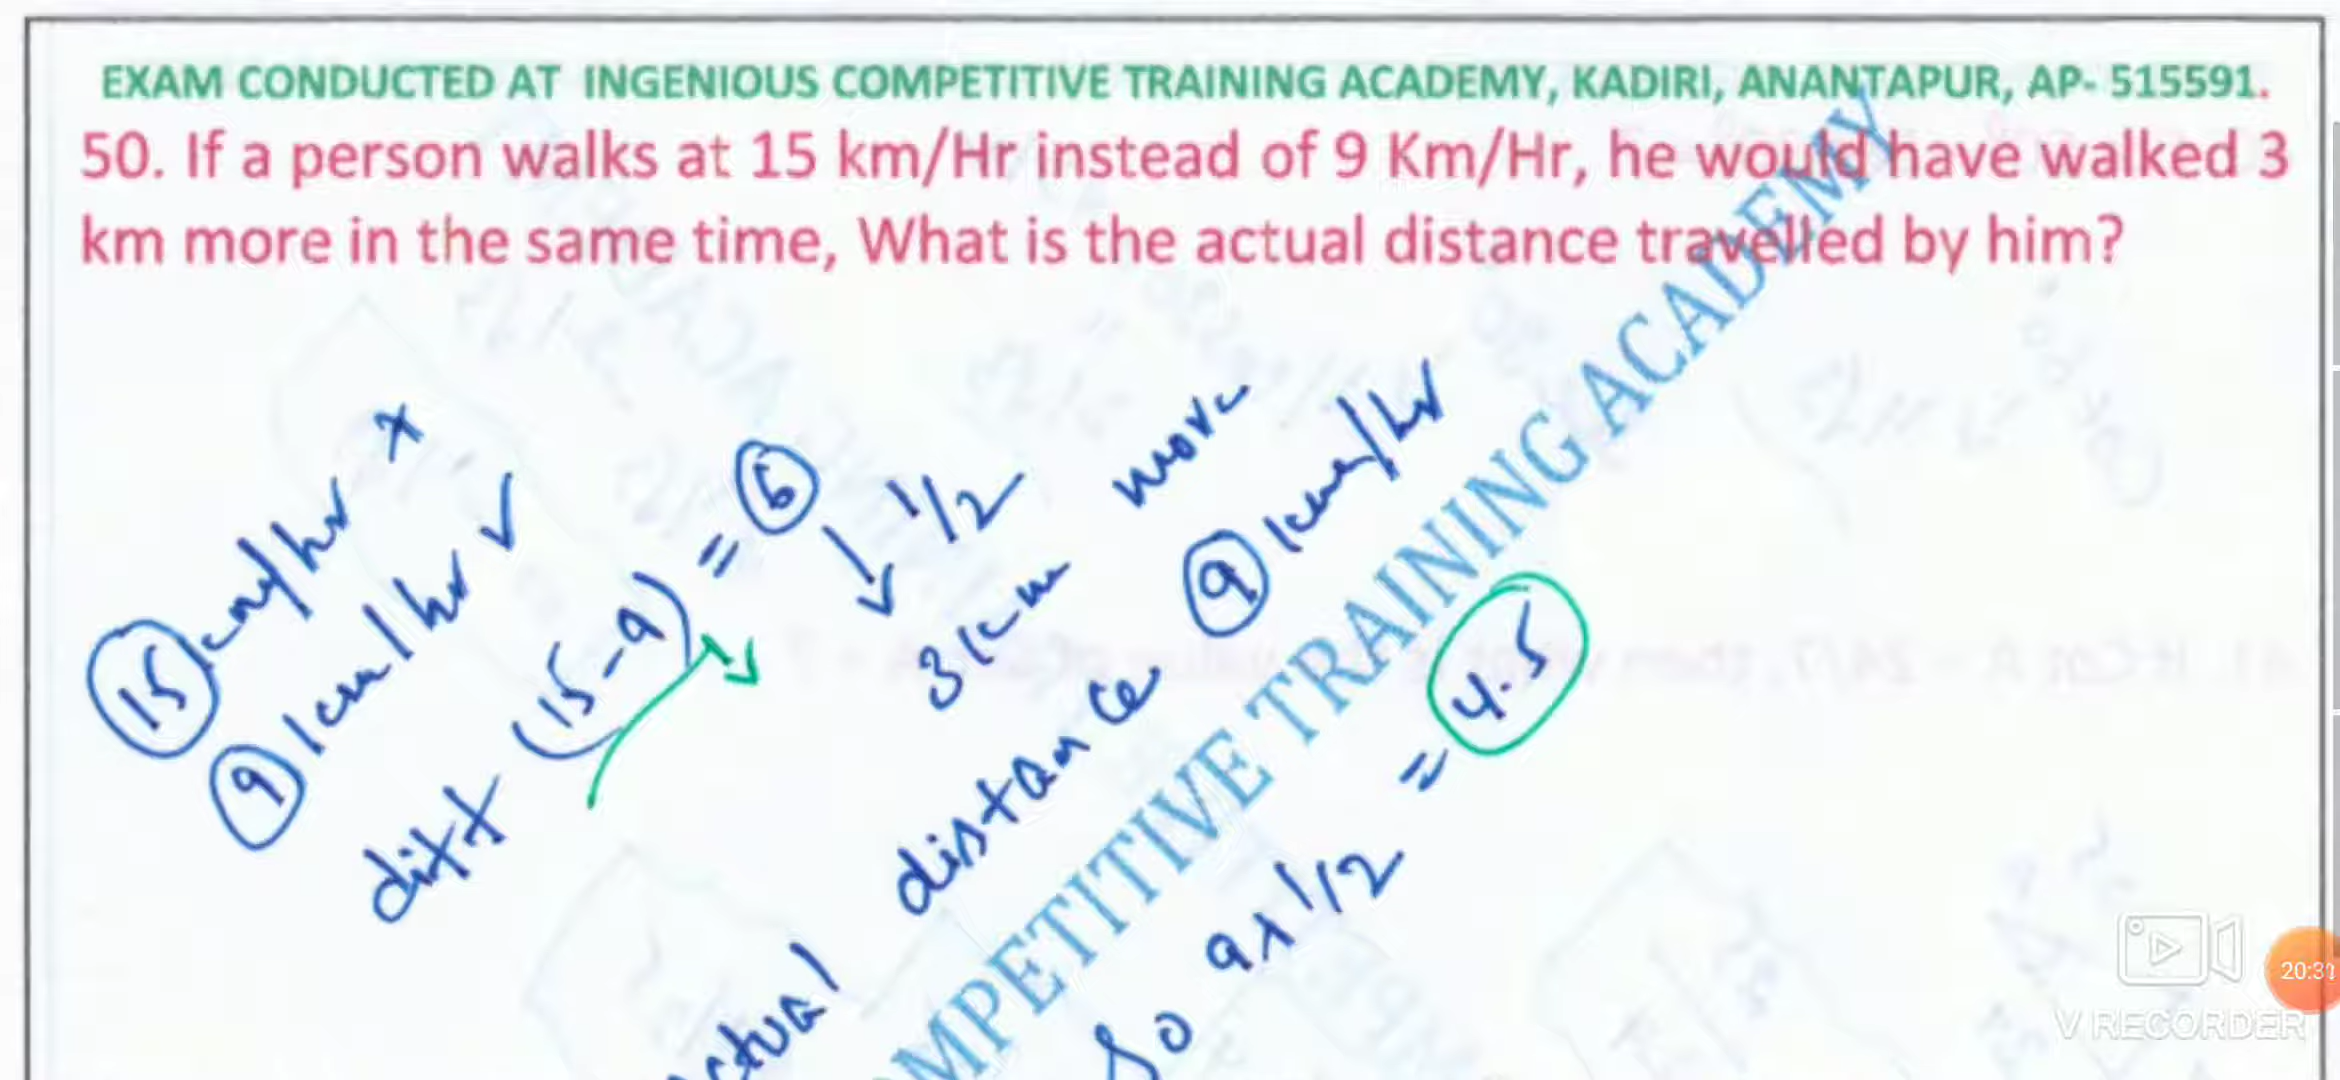 EXAM CONDUCTED AT INGENIOUS COMPETITIVE TRAINING ACADEMY, KADIRI, ANANTAPUR, AP- 515591.
50. If a person walks at 15 km/Hr instead of 9 Km/Hr, he would have walked 3
km more in the same time, What is the actual distance travelled by him?
15 km/hr x
9 km/hr ✓
diff (15-9) = 6
↓ 1/2
3 km more
actual distance 9 km/hr
So 9x1/2 = 4.5
COMPETITIVE TRAINING ACADEMY
V RECORDER